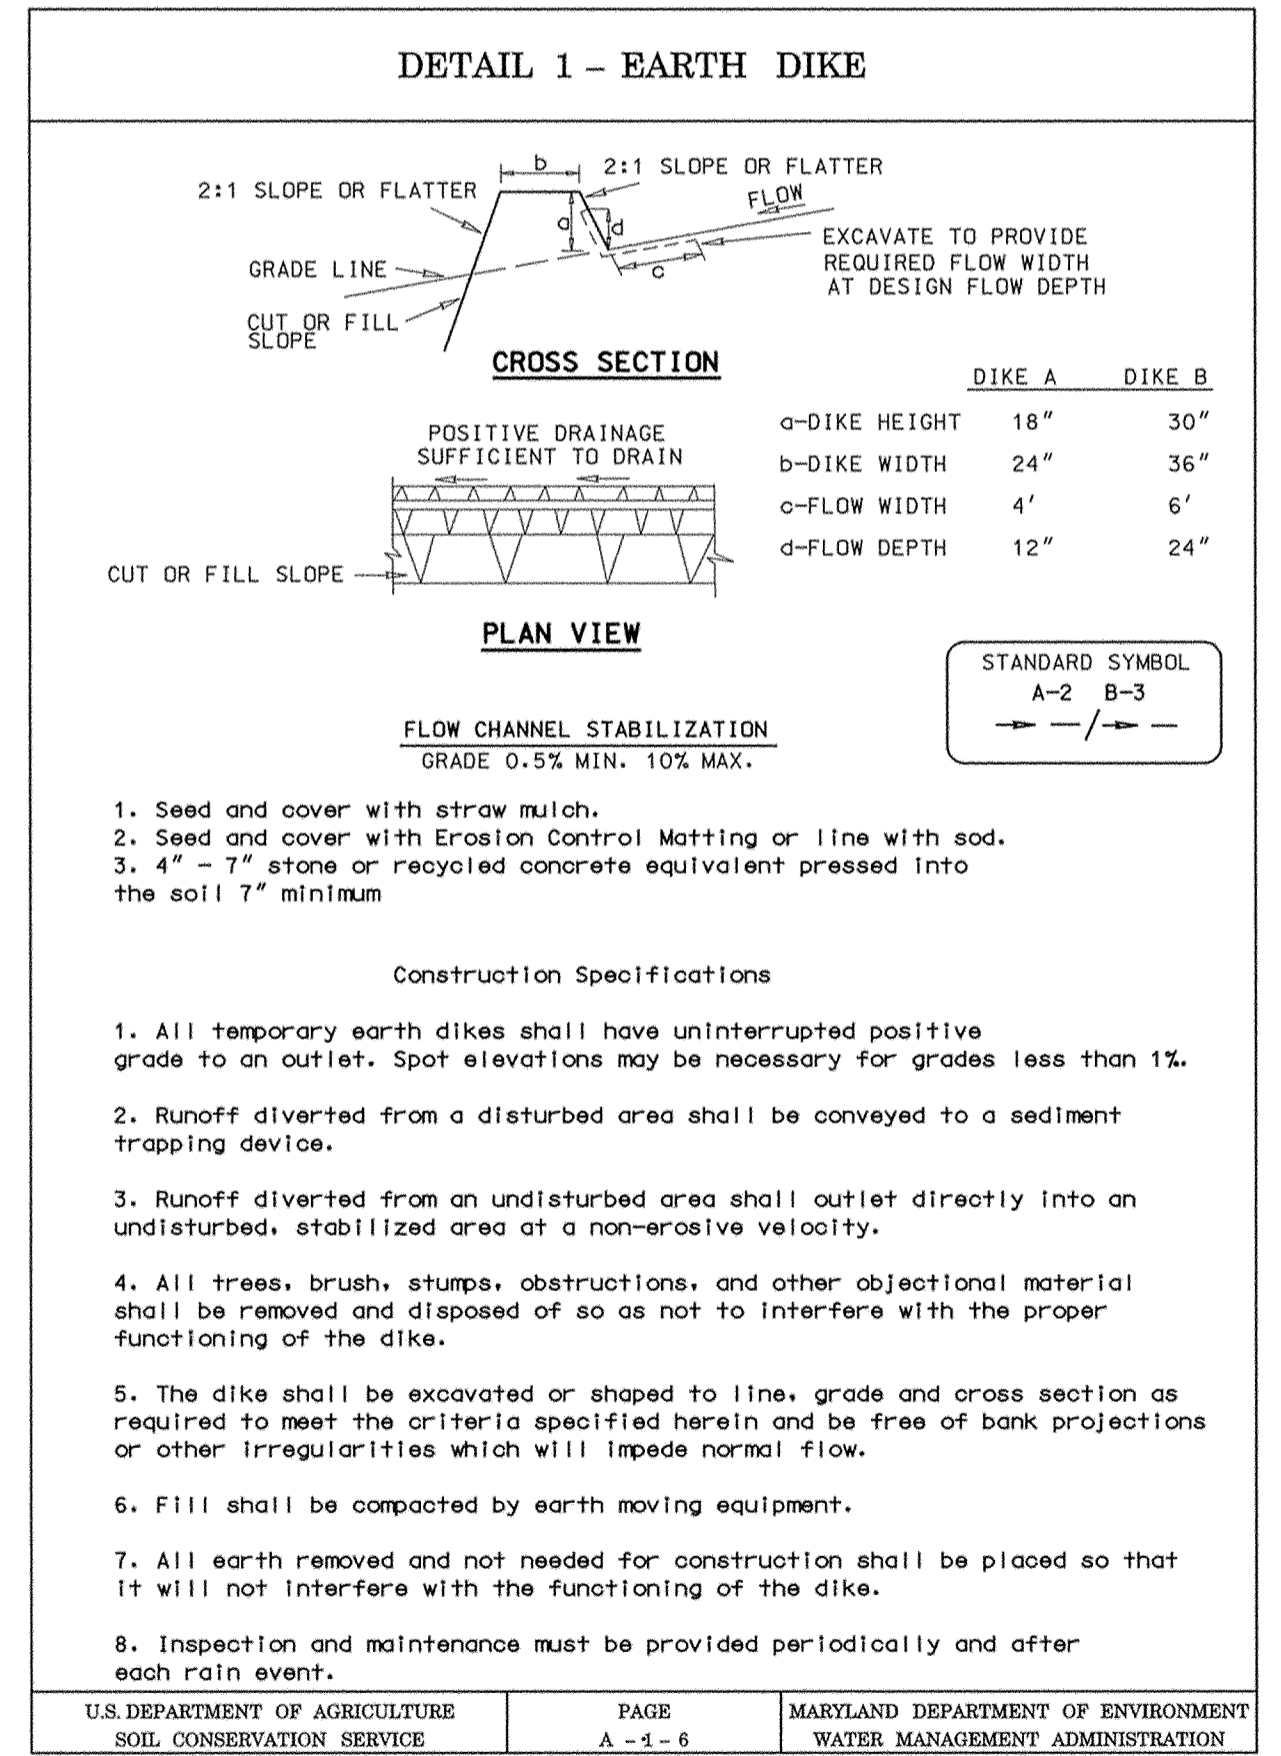 DETAIL 1 – EARTH DIKE
b
2:1 SLOPE OR FLATTER
2:1 SLOPE OR FLATTER
FLOW
a
d
EXCAVATE TO PROVIDE
REQUIRED FLOW WIDTH
AT DESIGN FLOW DEPTH
GRADE LINE
c
CUT OR FILL
SLOPE
CROSS SECTION
DIKE A DIKE B
a-DIKE HEIGHT 18" 30"
b-DIKE WIDTH 24" 36"
c-FLOW WIDTH 4' 6'
d-FLOW DEPTH 12" 24"
POSITIVE DRAINAGE
SUFFICIENT TO DRAIN
CUT OR FILL SLOPE
PLAN VIEW
STANDARD SYMBOL
A-2 B-3
FLOW CHANNEL STABILIZATION
GRADE 0.5% MIN. 10% MAX.
1. Seed and cover with straw mulch.
2. Seed and cover with Erosion Control Matting or line with sod.
3. 4" - 7" stone or recycled concrete equivalent pressed into
the soil 7" minimum
Construction Specifications
1. All temporary earth dikes shall have uninterrupted positive
grade to an outlet. Spot elevations may be necessary for grades less than 1%.
2. Runoff diverted from a disturbed area shall be conveyed to a sediment
trapping device.
3. Runoff diverted from an undisturbed area shall outlet directly into an
undisturbed, stabilized area at a non-erosive velocity.
4. All trees, brush, stumps, obstructions, and other objectional material
shall be removed and disposed of so as not to interfere with the proper
functioning of the dike.
5. The dike shall be excavated or shaped to line, grade and cross section as
required to meet the criteria specified herein and be free of bank projections
or other irregularities which will impede normal flow.
6. Fill shall be compacted by earth moving equipment.
7. All earth removed and not needed for construction shall be placed so that
it will not interfere with the functioning of the dike.
8. Inspection and maintenance must be provided periodically and after
each rain event.
U.S. DEPARTMENT OF AGRICULTURE
SOIL CONSERVATION SERVICE
PAGE
A - 1 - 6
MARYLAND DEPARTMENT OF ENVIRONMENT
WATER MANAGEMENT ADMINISTRATION